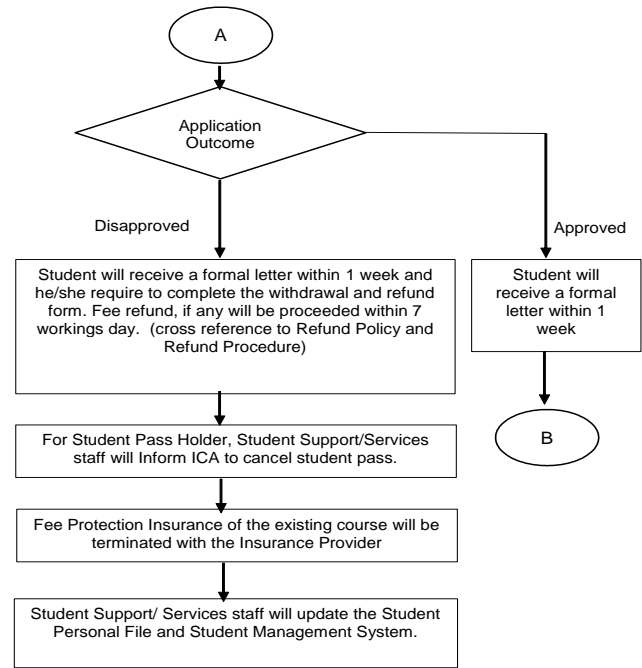 A
Application
Outcome
Disapproved
Approved
Student will receive a formal letter within 1 week and
he/she require to complete the withdrawal and refund
form. Fee refund, if any will be proceeded within 7
workings day. (cross reference to Refund Policy and
Refund Procedure)
Student will
receive a formal
letter within 1
week
B
For Student Pass Holder, Student Support/Services
staff will Inform ICA to cancel student pass.
Fee Protection Insurance of the existing course will be
terminated with the Insurance Provider
Student Support/ Services staff will update the Student
Personal File and Student Management System.